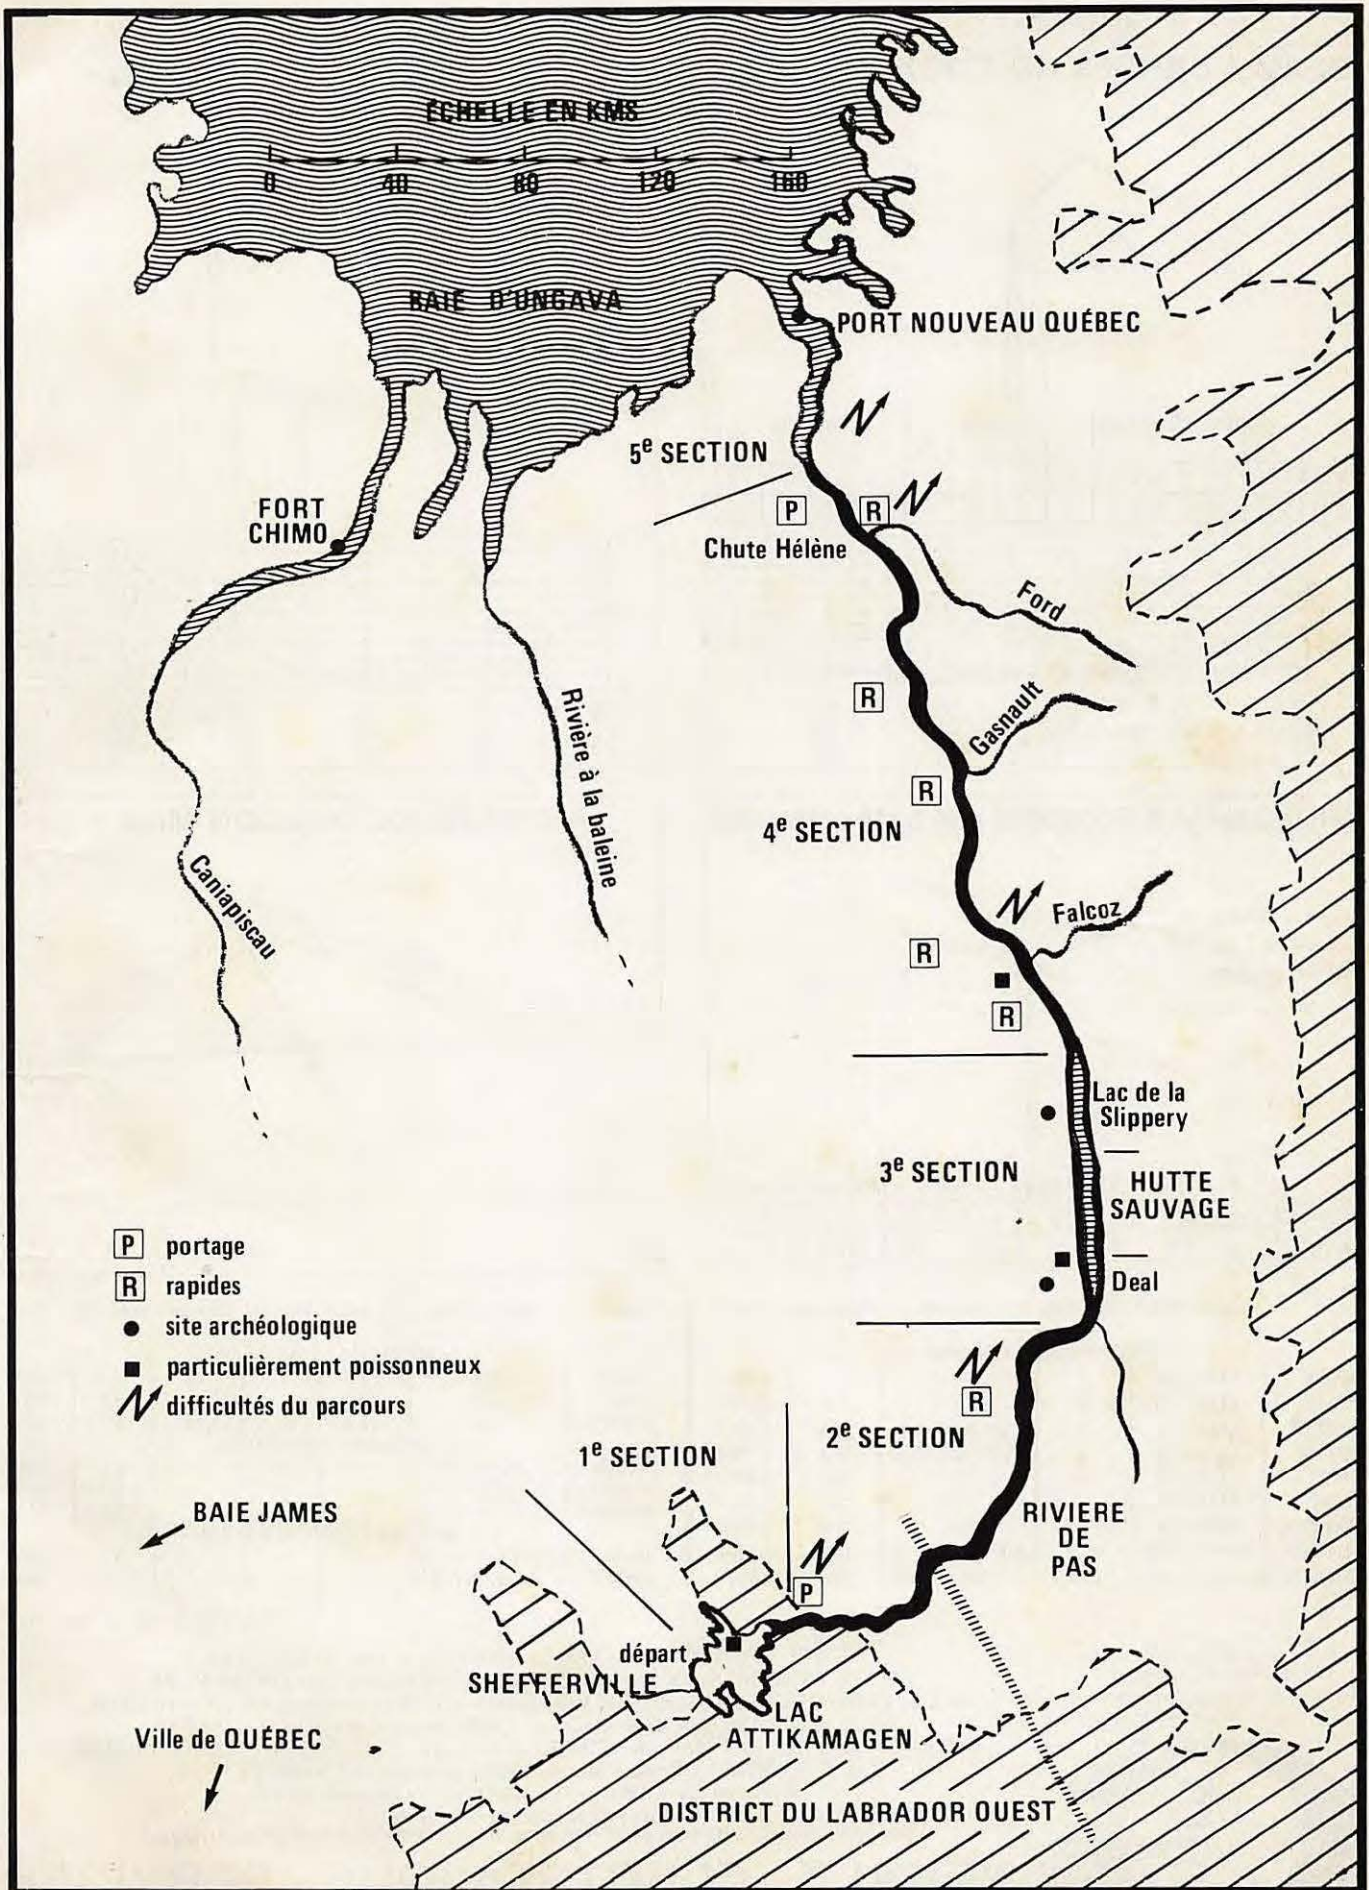 ÉCHELLE EN KMS
0 40 80 120 160
BAIE D'UNGAVA
PORT NOUVEAU QUÉBEC
5e SECTION
FORT
CHIMO
P
R
Chute Hélène
Ford
R
Gasnault
Rivière à la baleine
R
4e SECTION
Caniapiscau
Falcoz
R
R
Lac de la
Slippery
3e SECTION
HUTTE
SAUVAGE
Deal
P portage
R rapides
site archéologique
particulièrement poissonneux
difficultés du parcours
R
2e SECTION
1e SECTION
BAIE JAMES
RIVIERE
DE
PAS
P
départ
SHEFFERVILLE
LAC
ATTIKAMAGEN
Ville de QUÉBEC
DISTRICT DU LABRADOR OUEST